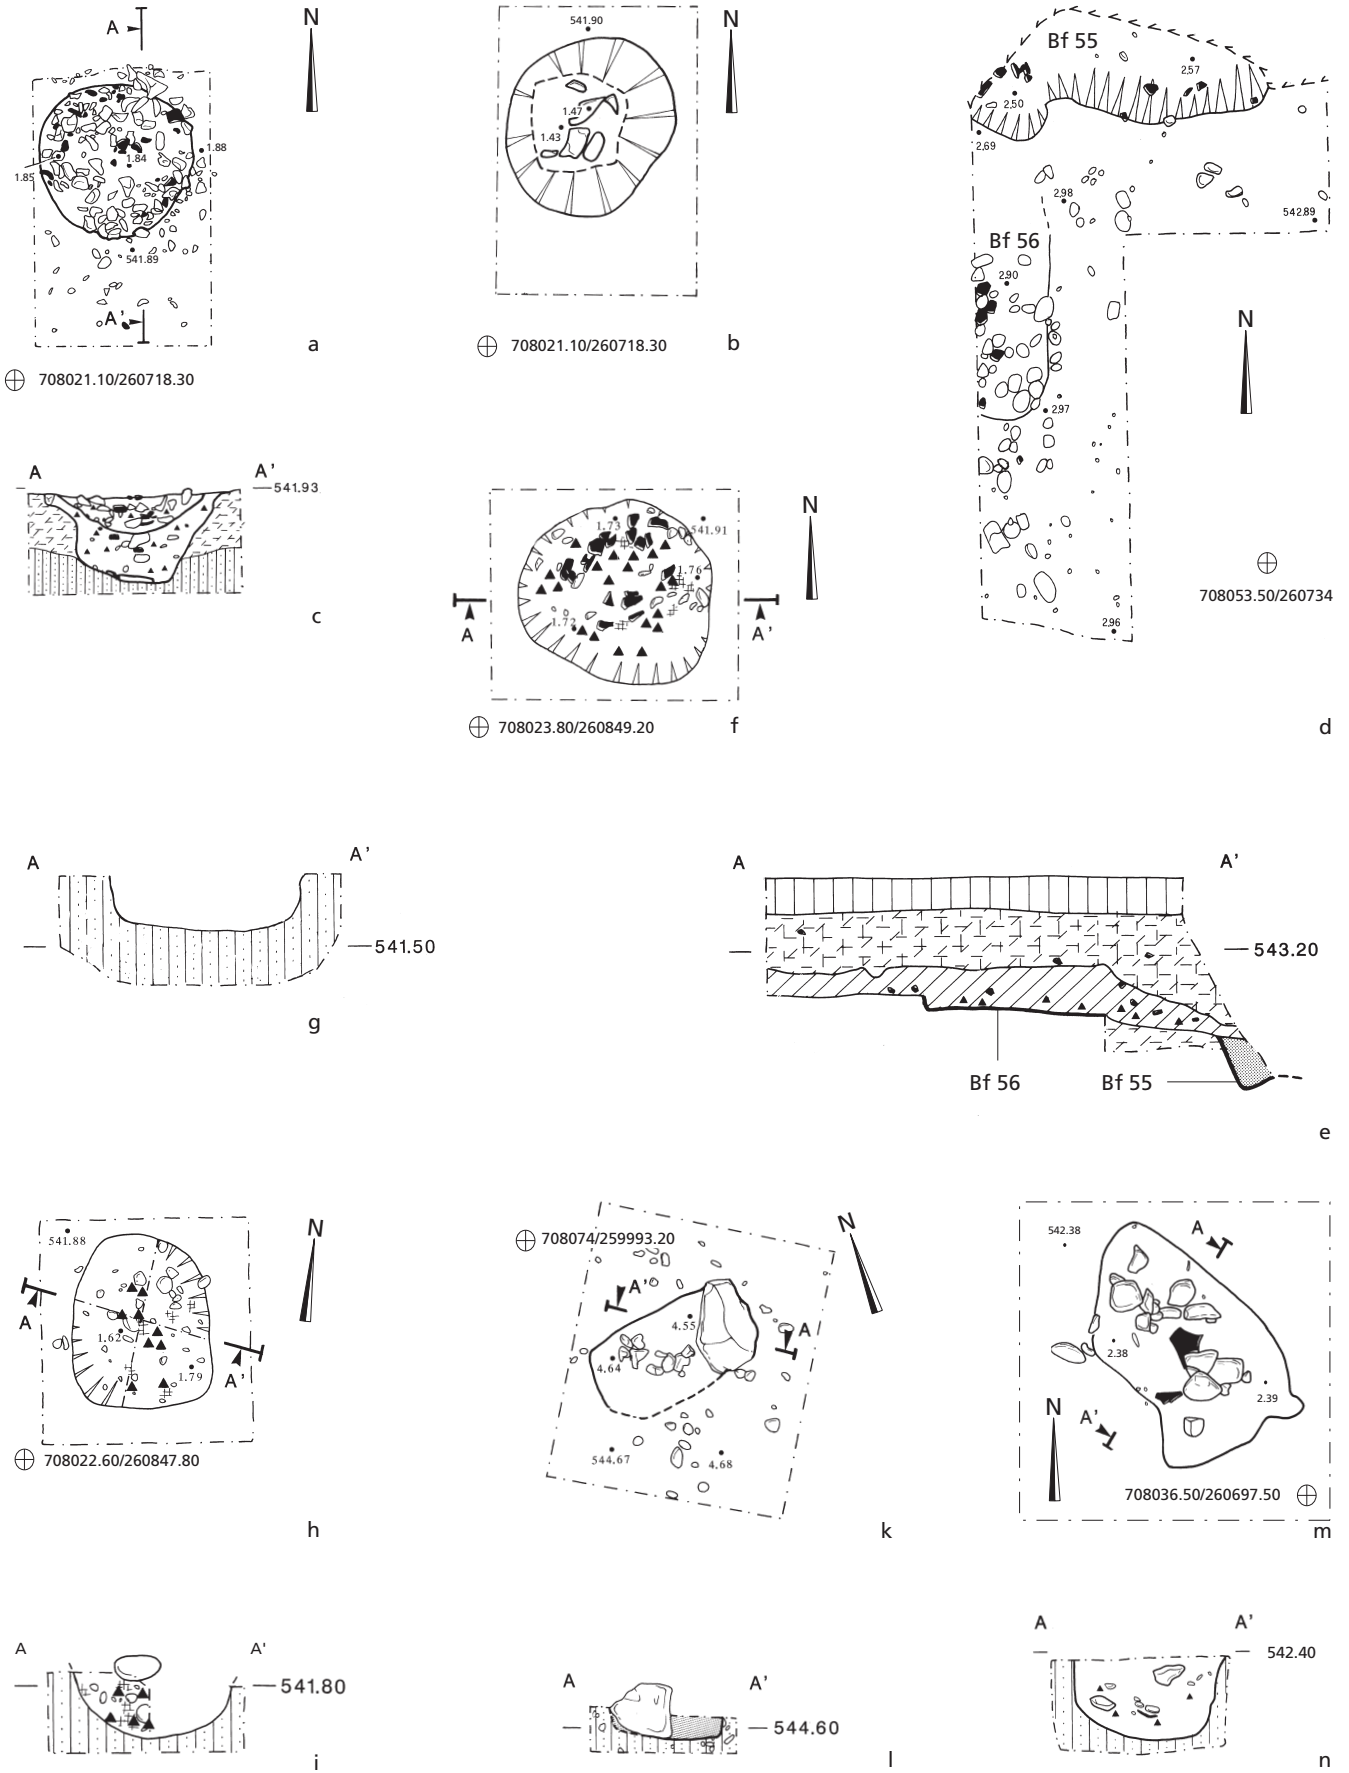 A
N
1.84
1.88
1.85
541.89
A'
a
708021.10/260718.30
541.90
N
1.47
1.43
b
708021.10/260718.30
Bf 55
2,57
2,50
2,69
2,98
542.89
Bf 56
2,90
N
2,97
708053.50/260734
2,96
d
A A'
541.93
c
N
1.73
541.91
1.76
1.72
A A'
708023.80/260849.20
f
A A'
541.50
g
A A'
543.20
Bf 56 Bf 55
e
541.88
N
A
1.62
1.79
A'
708022.60/260847.80
h
708074/259993.20
N
A'
4.55
A
4.64
544.67
4.68
k
542.38
A
2.38
2.39
N
A'
708036.50/260697.50
m
A A'
541.80
i
A A'
544.60
l
A A'
542.40
n